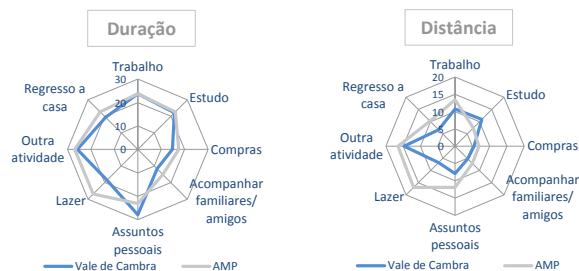 Duração
Trabalho
30
20
10
0
Estudo
Compras
Acompanhar
familiares/
amigos
Assuntos
pessoais
Lazer
Outra
atividade
Regresso a
casa
Vale de Cambra
AMP
Distância
Trabalho
20
15
10
5
0
Estudo
Compras
Acompanhar
familiares/
amigos
Assuntos
pessoais
Lazer
Outra
atividade
Regresso a
casa
Vale de Cambra
AMP